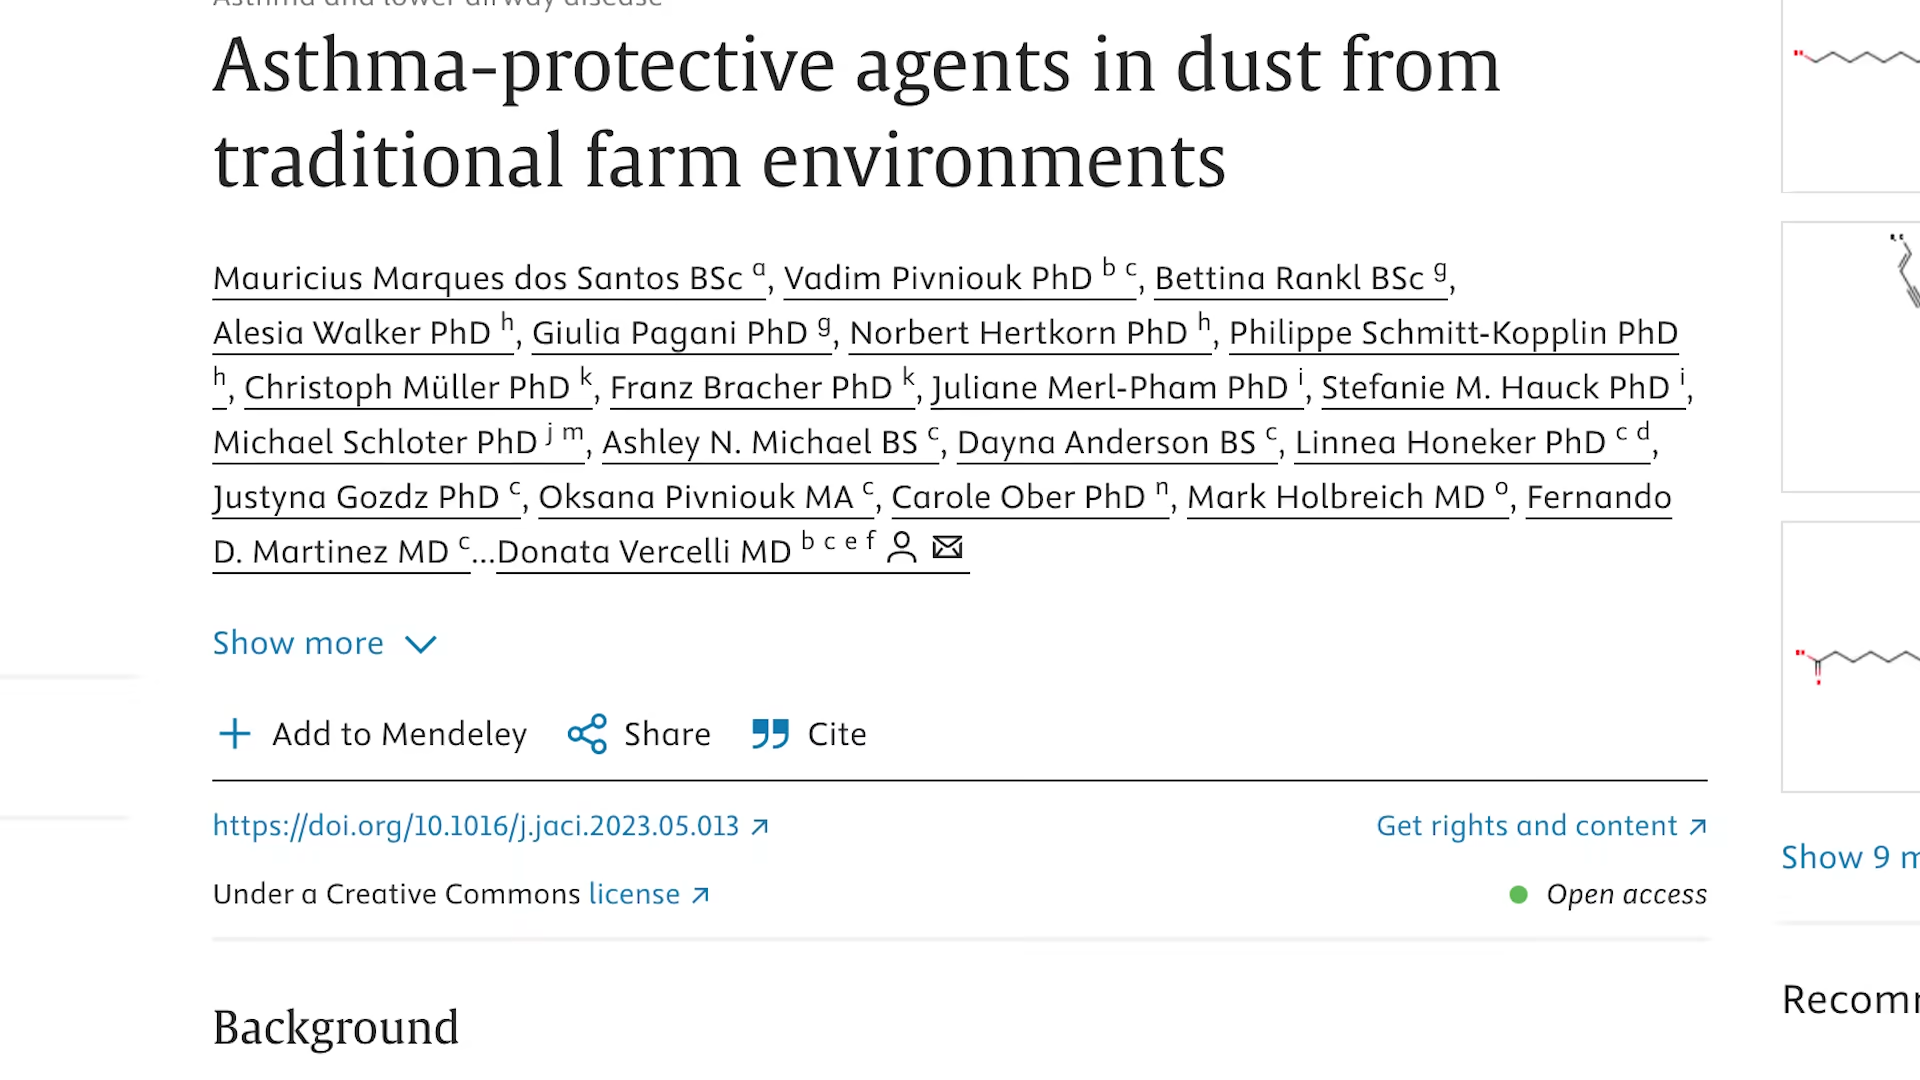 Asthma and lower airway disease
Asthma-protective agents in dust from
traditional farm environments
Mauricius Marques dos Santos BSc a, Vadim Pivniouk PhD b c, Bettina Rankl BSc g,
Alesia Walker PhD h, Giulia Pagani PhD g, Norbert Hertkorn PhD h, Philippe Schmitt-Kopplin PhD
h, Christoph Müller PhD k, Franz Bracher PhD k, Juliane Merl-Pham PhD i, Stefanie M. Hauck PhD i,
Michael Schloter PhD j m, Ashley N. Michael BS c, Dayna Anderson BS c, Linnea Honeker PhD c d,
Justyna Gozdz PhD c, Oksana Pivniouk MA c, Carole Ober PhD n, Mark Holbreich MD o, Fernando
D. Martinez MD c...Donata Vercelli MD b c e f
Show more
Add to Mendeley Share Cite
https://doi.org/10.1016/j.jaci.2023.05.013 Get rights and content
Under a Creative Commons license Open access
Background
Show 9 m
Recom